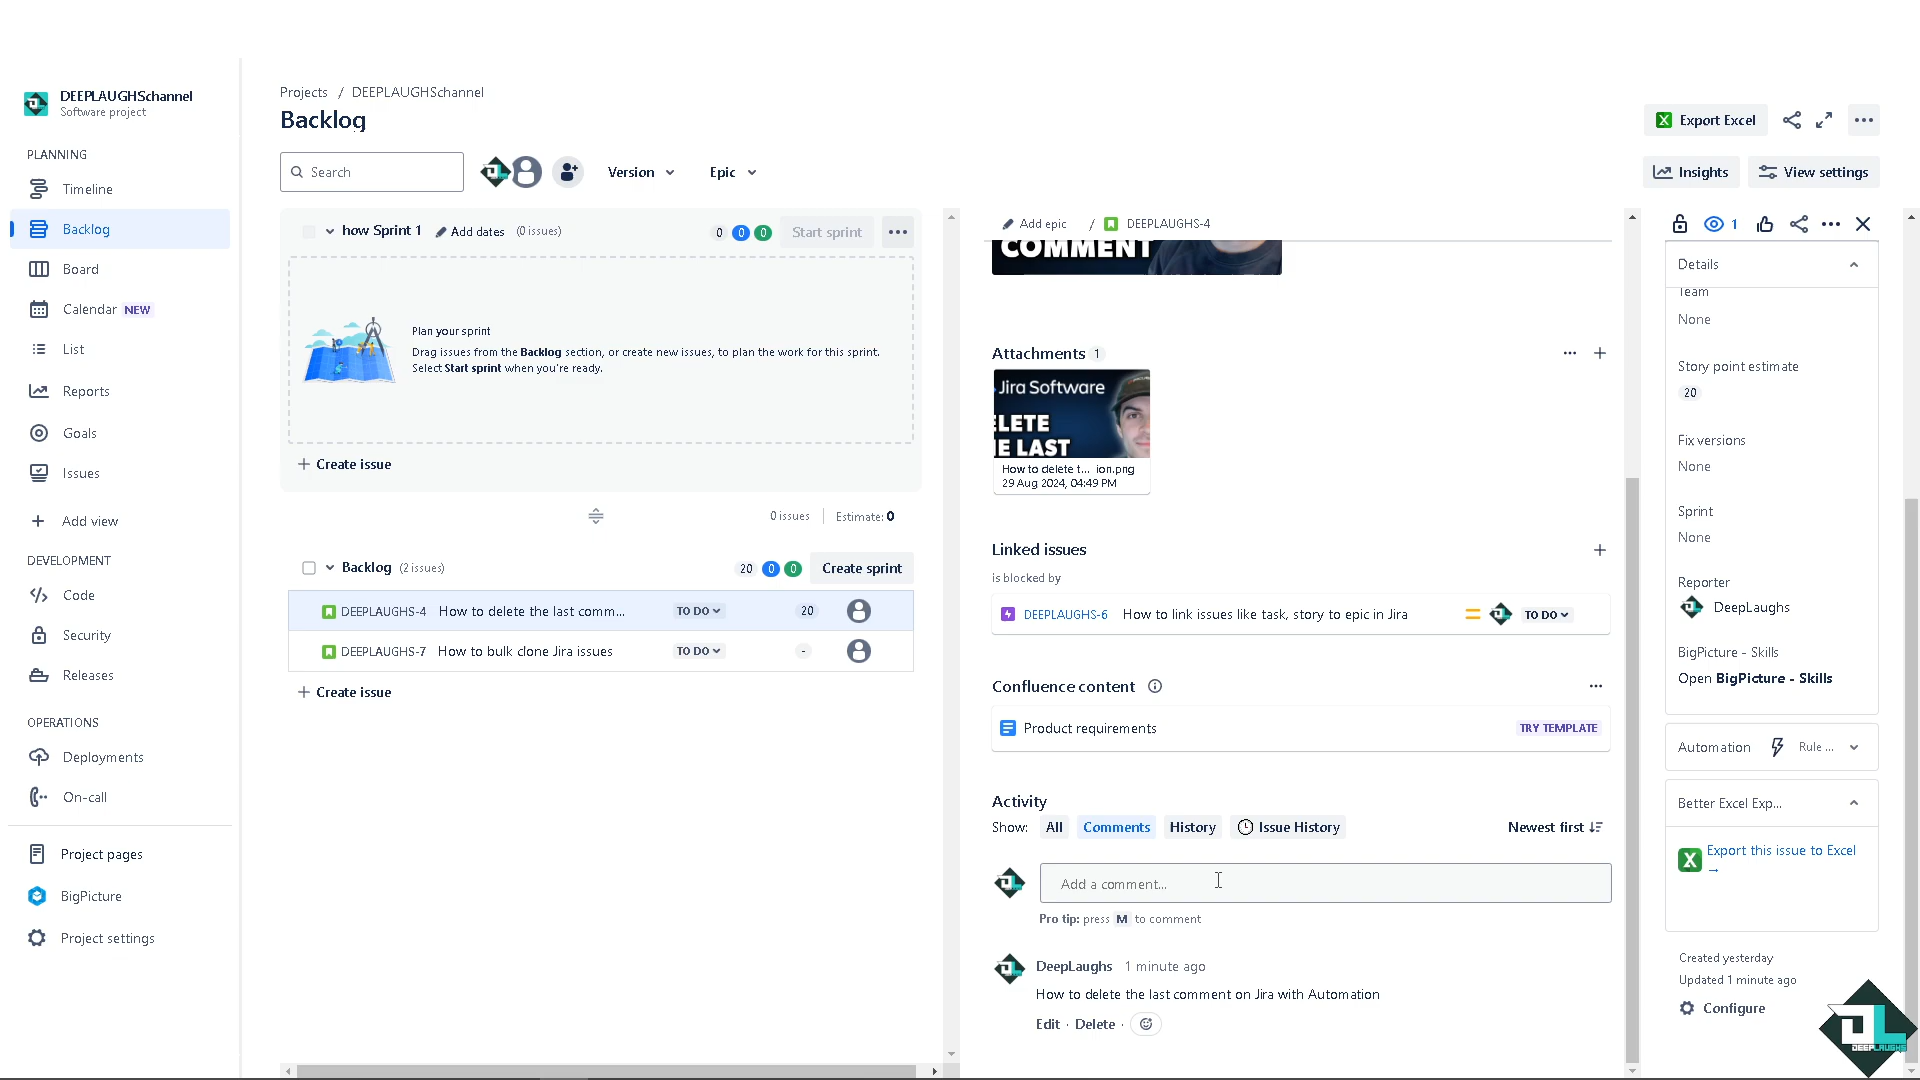 DEEPLAUGHSchannel
Software project
PLANNING
Timeline
Backlog
Board
Calendar NEW
List
Reports
Goals
Issues
Add view
DEVELOPMENT
Code
Security
Releases
OPERATIONS
Deployments
On-call
Project pages
BigPicture
Project settings
Projects / DEEPLAUGHSchannel
Backlog
Search
Version
Epic
Export Excel
Insights
View settings
how Sprint 1 Add dates (0 issues) 0 0 0 Start sprint
Plan your sprint
Drag issues from the Backlog section, or create new issues, to plan the work for this sprint.
Select Start sprint when you're ready.
+ Create issue
0 issues Estimate: 0
Backlog (2 issues) 20 0 0 Create sprint
DEEPLAUGHS-4 How to delete the last comm... TO DO 20
DEEPLAUGHS-7 How to bulk clone Jira issues TO DO -
+ Create issue
Add epic / DEEPLAUGHS-4
COMMENT
Attachments 1
Jira Software
ELETE
E LAST
How to delete t... ion.png
29 Aug 2024, 04:49 PM
Linked issues
is blocked by
DEEPLAUGHS-6 How to link issues like task, story to epic in Jira TO DO
Confluence content
Product requirements TRY TEMPLATE
Activity
Show: All Comments History Issue History Newest first
Add a comment...
Pro tip: press M to comment
DeepLaughs 1 minute ago
How to delete the last comment on Jira with Automation
Edit · Delete ·
1
Details
Team
None
Story point estimate
20
Fix versions
None
Sprint
None
Reporter
DeepLaughs
BigPicture - Skills
Open BigPicture - Skills
Automation Rule ...
Better Excel Exp...
Export this issue to Excel
→
Created yesterday
Updated 1 minute ago
Configure
DEEPLAUGHS